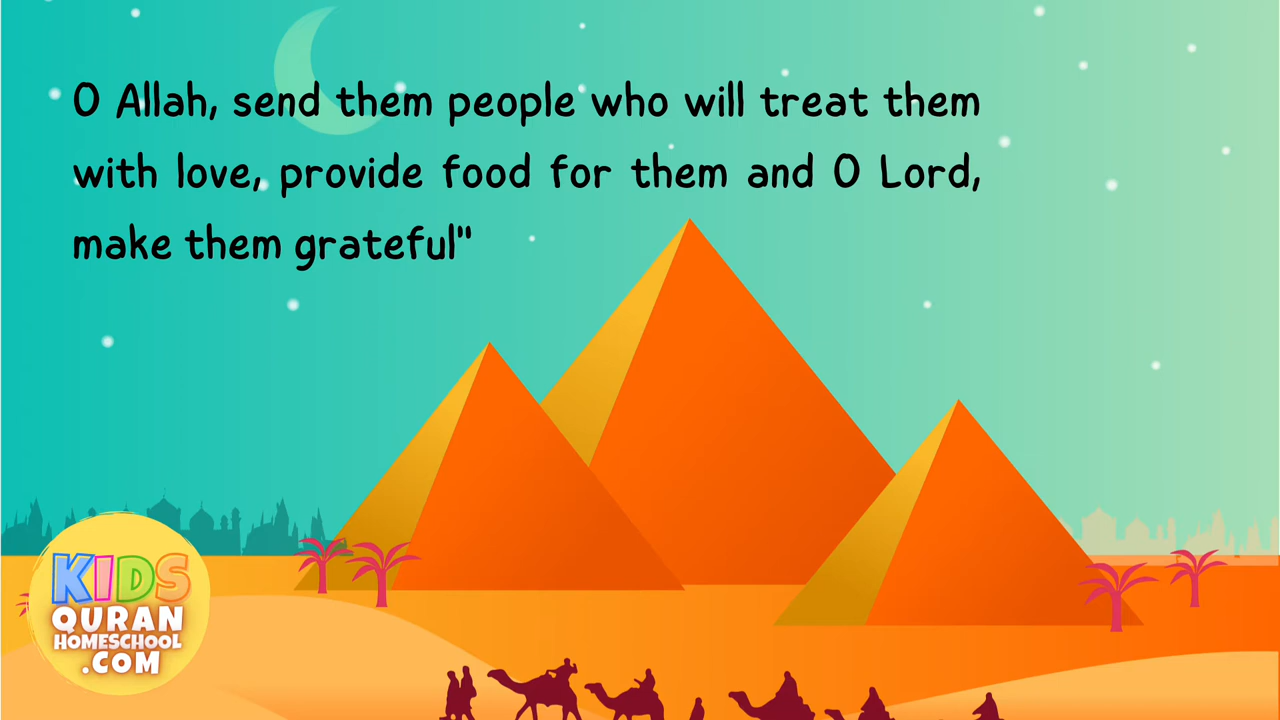 O Allah, send them people who will treat them
with love, provide food for them and O Lord,
make them grateful"
KIDS
QURAN
HOMESCHOOL
.COM